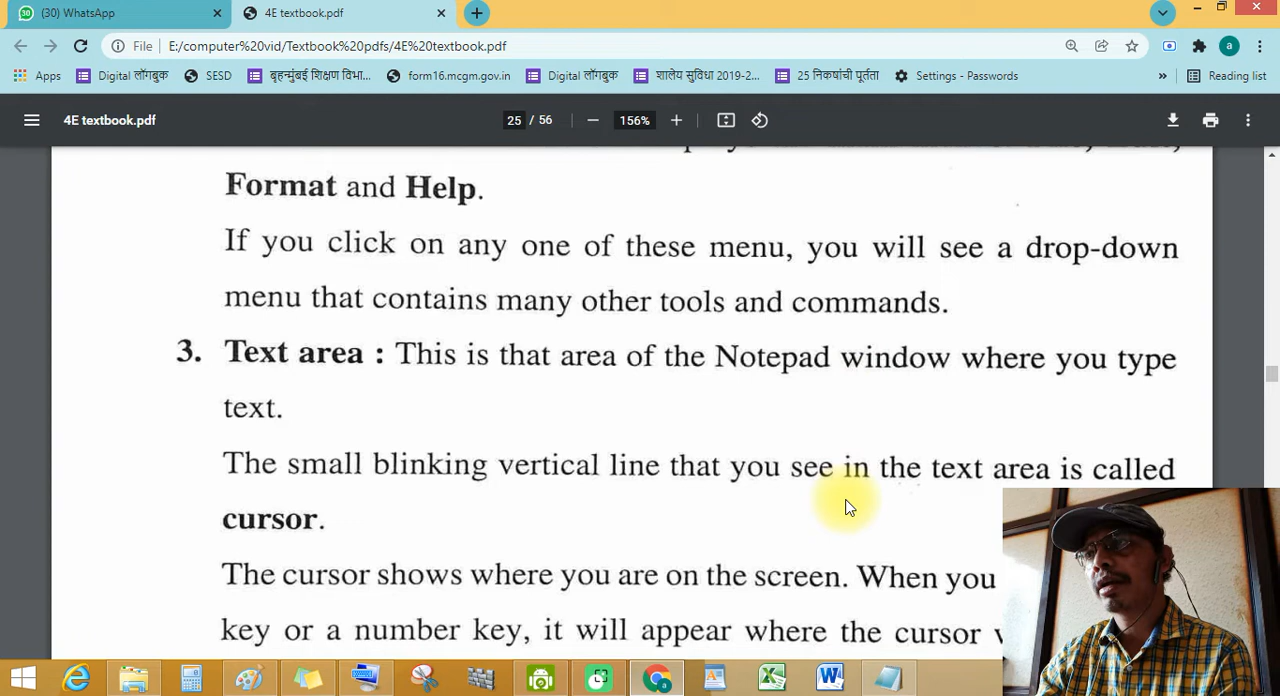 (30) WhatsApp
4E textbook.pdf
File E:/computer%20vid/Textbook%20pdfs/4E%20textbook.pdf
a
Apps Digital लॉगबुक SESD बृहन्मुंबई शिक्षण विभा... form16.mcgm.gov.in Digital लॉगबुक शालेय सुविधा 2019-2... 25 निकषांची पूर्तता Settings - Passwords » Reading list
4E textbook.pdf 25 / 56 156%
Format and Help.
If you click on any one of these menu, you will see a drop-down
menu that contains many other tools and commands.
3. Text area : This is that area of the Notepad window where you type
text.
The small blinking vertical line that you see in the text area is called
cursor.
The cursor shows where you are on the screen. When you
key or a number key, it will appear where the cursor